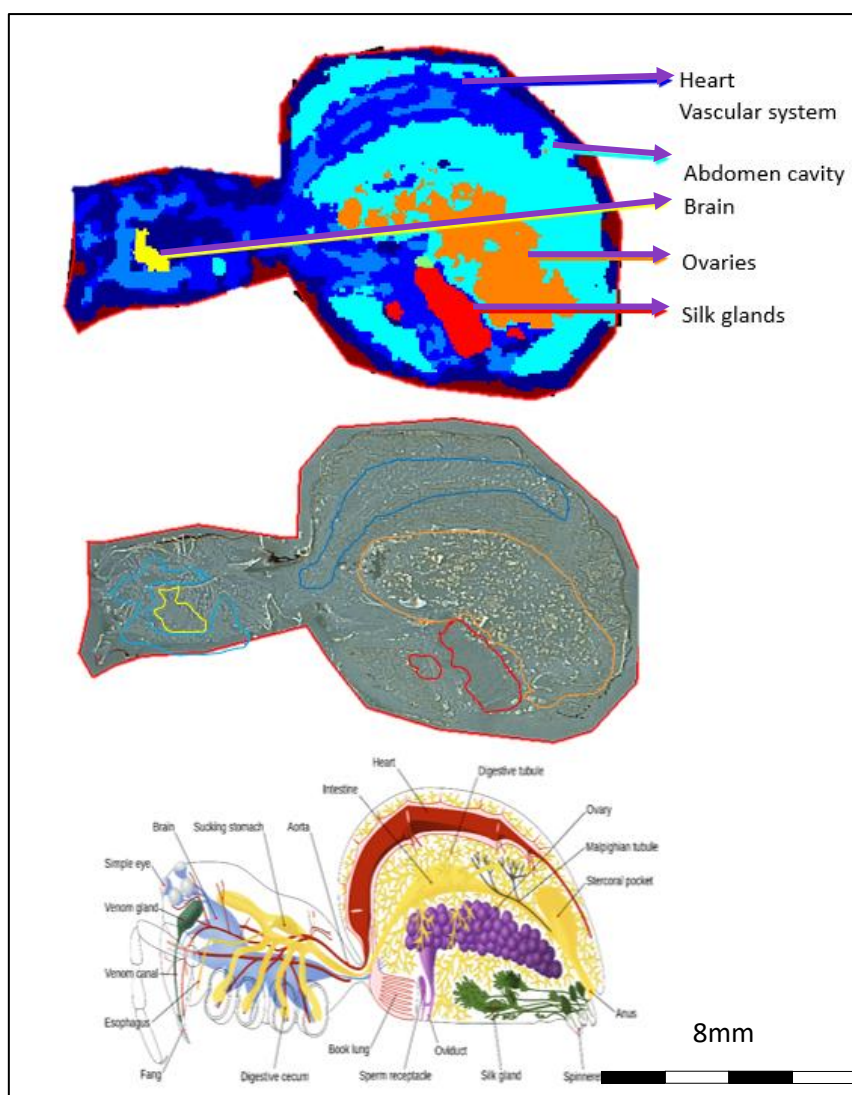 Heart
Vascular system
Abdomen cavity
Brain
Ovaries
Silk glands
Heart
Digestive tubule
Intestine
Ovary
Brain
Sucking stomach
Aorta
Malpighian tubule
Simple eye
Stercoral pocket
Venom gland
Venom canal
Esophagus
Anus
Book lung
Oviduct
Fang
Digestive cecum
Sperm receptacle
Silk gland
Spinnere
8mm